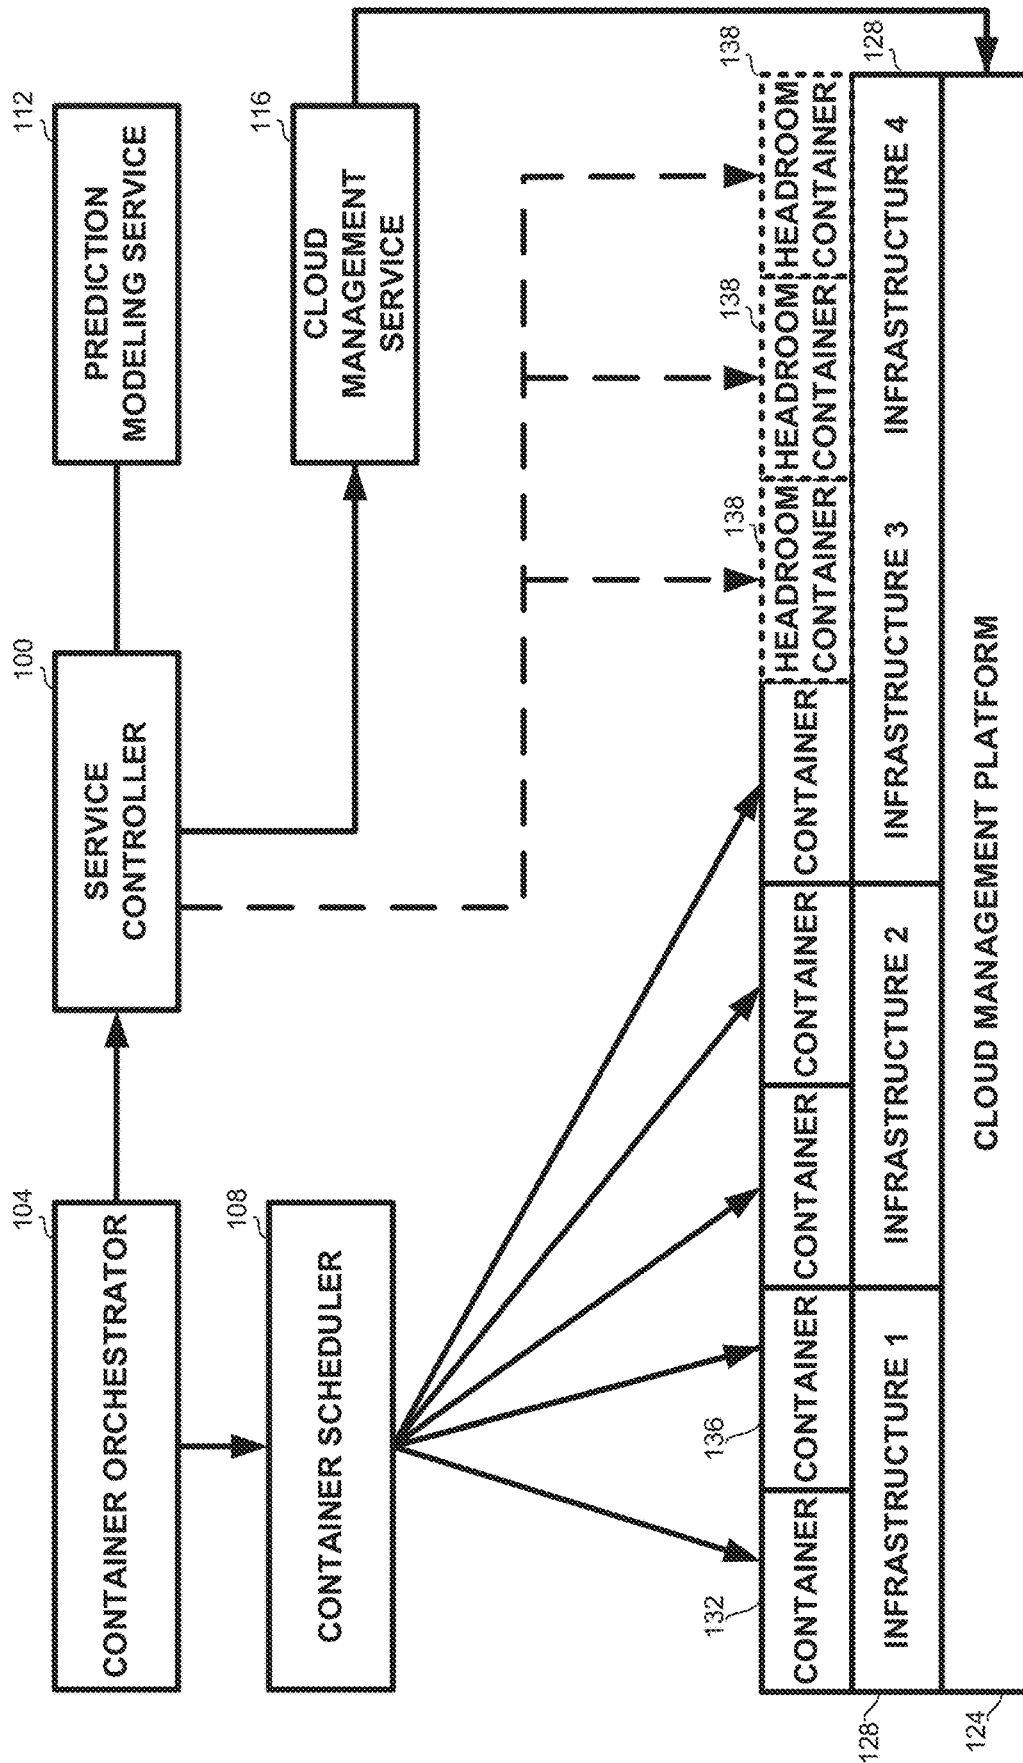 104
CONTAINER ORCHESTRATOR
100
SERVICE
CONTROLLER
112
PREDICTION
MODELING SERVICE
108
CONTAINER SCHEDULER
116
CLOUD
MANAGEMENT
SERVICE
132
136
138
138
138
CONTAINER
CONTAINER
CONTAINER
CONTAINER
CONTAINER
HEADROOM
CONTAINER
HEADROOM
CONTAINER
HEADROOM
CONTAINER
128
128
INFRASTRUCTURE 1
INFRASTRUCTURE 2
INFRASTRUCTURE 3
INFRASTRUCTURE 4
124
CLOUD MANAGEMENT PLATFORM